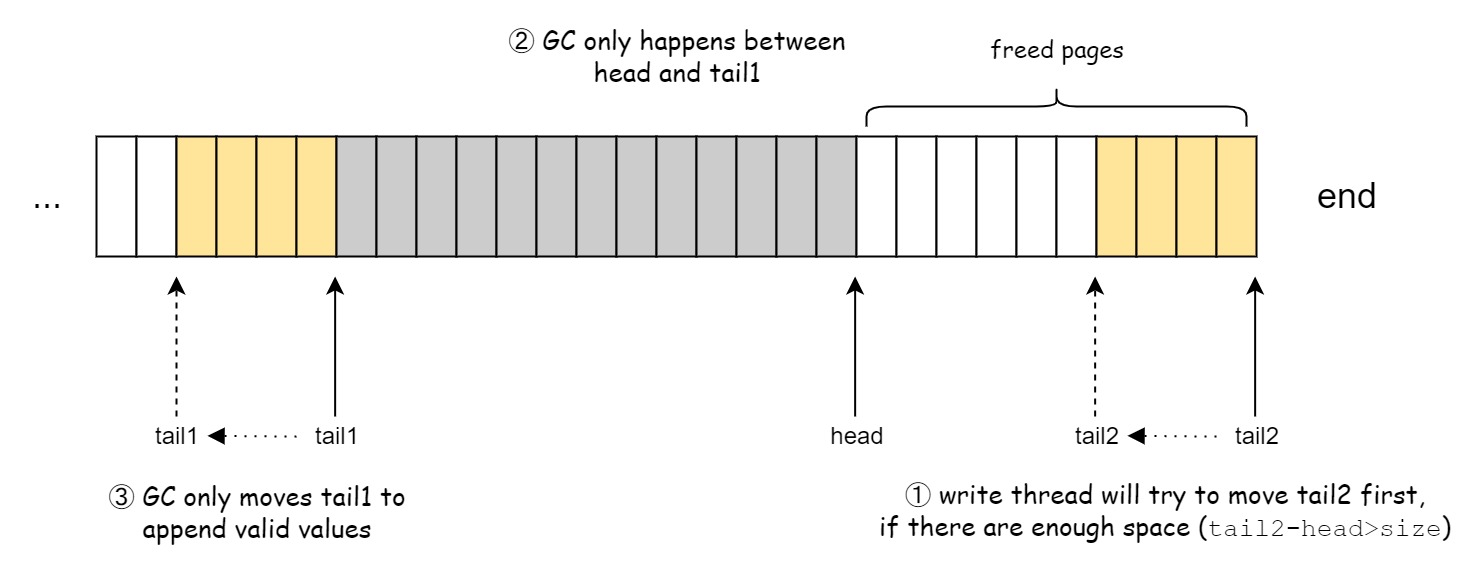 ② GC only happens between
head and tail1
freed pages
...
end
tail1
tail1
head
tail2
tail2
③ GC only moves tail1 to
append valid values
① write thread will try to move tail2 first,
if there are enough space (tail2-head>size)